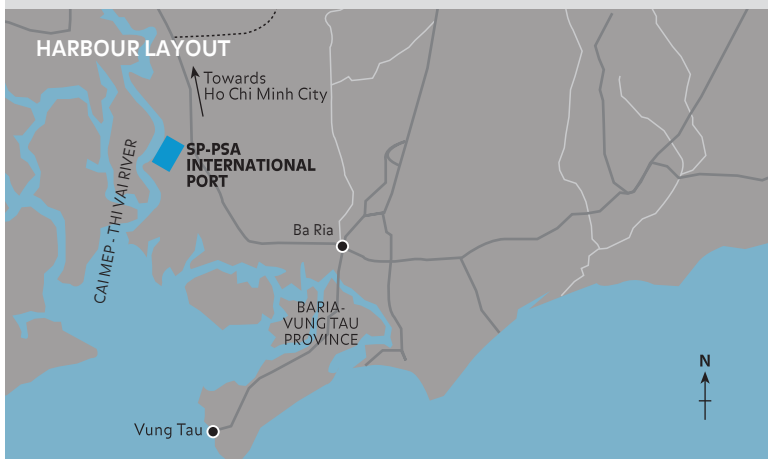 HARBOUR LAYOUT
Towards
Ho Chi Minh City
SP-PSA
INTERNATIONAL
PORT
CAI MEP - THI VAI RIVER
Ba Ria
BARIA-
VUNG TAU
PROVINCE
N
Vung Tau